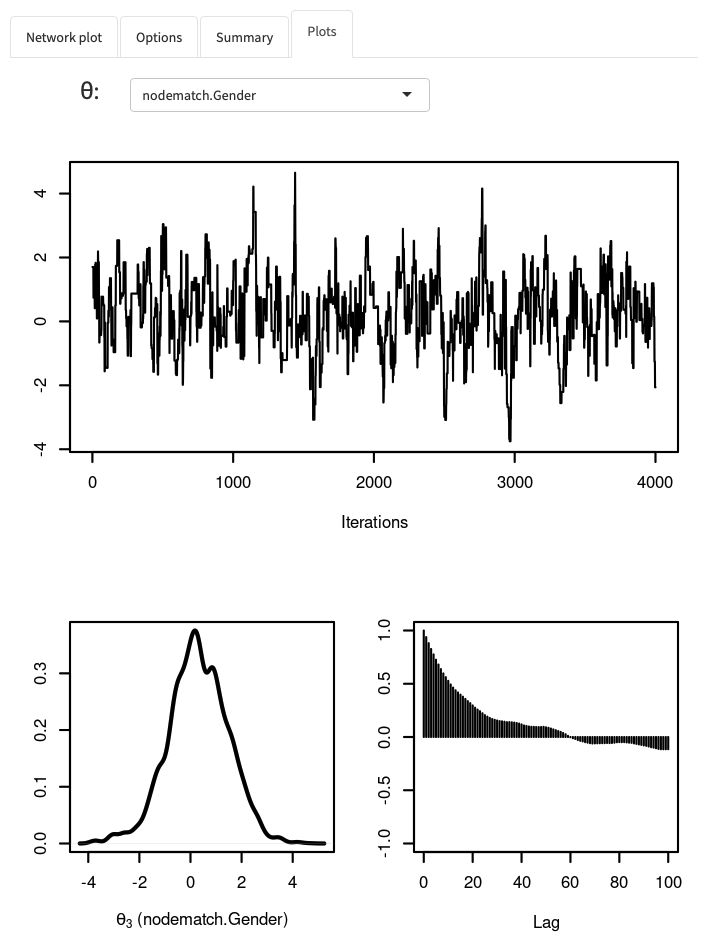 Network plot Options Summary Plots
θ: nodematch.Gender
4
2
0
-2
-4
0 1000 2000 3000 4000
Iterations
0.3
0.2
0.1
0.0
-4 -2 0 2 4
θ3 (nodematch.Gender)
1.0
0.5
0.0
-0.5
-1.0
0 20 40 60 80 100
Lag